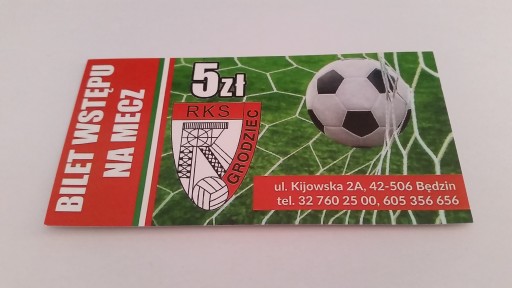 BILET WSTĘPU
NA MECZ
5zł
RKS
GRODZIEC
ul. Kijowska 2A, 42-506 Będzin
tel. 32 760 25 00, 605 356 656